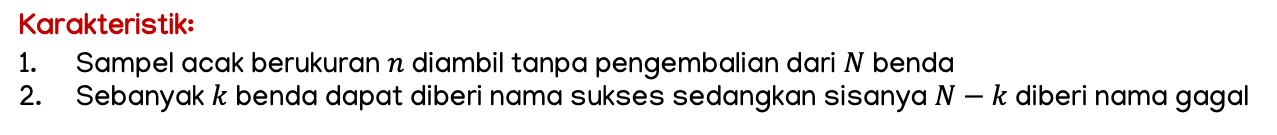 Karakteristik:
1. Sampel acak berukuran n diambil tanpa pengembalian dari N benda
2. Sebanyak k benda dapat diberi nama sukses sedangkan sisanya N − k diberi nama gagal